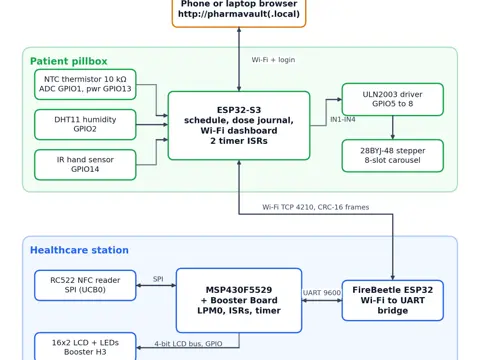 Phone or laptop browser
http://pharmavault(.local)
Wi-Fi + login
Patient pillbox
NTC thermistor 10 kΩ
ADC GPIO1, pwr GPIO13
DHT11 humidity
GPIO2
IR hand sensor
GPIO14
ESP32-S3
schedule, dose journal,
Wi-Fi dashboard
2 timer ISRs
IN1-IN4
ULN2003 driver
GPIO5 to 8
28BYJ-48 stepper
8-slot carousel
Wi-Fi TCP 4210, CRC-16 frames
Healthcare station
RC522 NFC reader
SPI (UCB0)
SPI
MSP430F5529
+ Booster Board
LPM0, ISRs, timer
UART 9600
FireBeetle ESP32
Wi-Fi to UART
bridge
16x2 LCD + LEDs
Booster H3
4-bit LCD bus, GPIO